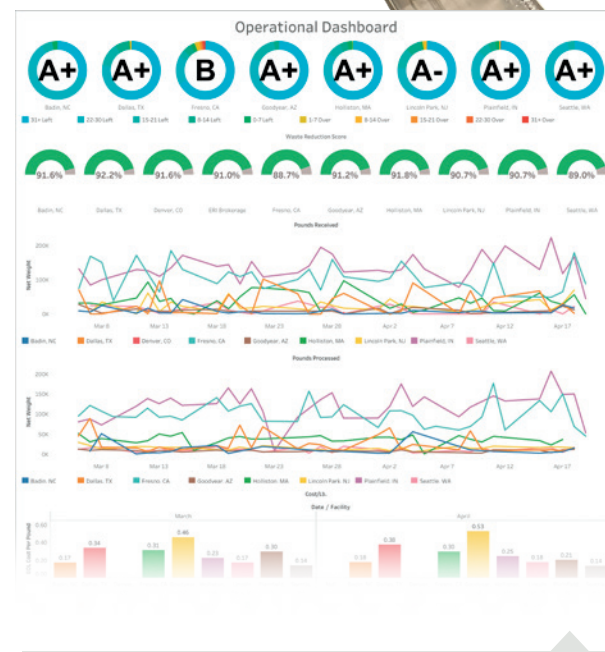 Operational Dashboard
A+ A+ B A+ A+ A- A+ A+
Badin, NC Dallas, TX Fresno, CA Goodyear, AZ Holliston, MA Lincoln Park, NJ Plainfield, IN Seattle, WA
31+ Left 22-30 Left 15-21 Left 8-14 Left 0-7 Left 1-7 Over 8-14 Over 15-21 Over 22-30 Over 31+ Over
Waste Reduction Score
91.6% 92.2% 91.6% 91.0% 88.7% 91.2% 91.8% 90.7% 90.7% 89.0%
Badin, NC Dallas, TX Denver, CO ERI Brokerage Fresno, CA Goodyear, AZ Holliston, MA Lincoln Park, NJ Plainfield, IN Seattle, WA
Pounds Received
Net Weight
200K
100K
0K
Mar 8 Mar 13 Mar 18 Mar 23 Mar 28 Apr 2 Apr 7 Apr 12 Apr 17
Badin, NC Dallas, TX Denver, CO Fresno, CA Goodyear, AZ Holliston, MA Lincoln Park, NJ Plainfield, IN Seattle, WA
Pounds Processed
Net Weight
200K
150K
100K
50K
0K
Mar 8 Mar 13 Mar 18 Mar 23 Mar 28 Apr 2 Apr 7 Apr 12 Apr 17
Badin, NC Dallas, TX Fresno, CA Goodyear, AZ Holliston, MA Lincoln Park, NJ Plainfield, IN Seattle, WA
Cost/Lb.
Date / Facility
March April
Cost Per Pound
0.60
0.40
0.17 0.34 0.31 0.46 0.21 0.17 0.30 0.14 0.18 0.38 0.30 0.53 0.25 0.18 0.21 0.14